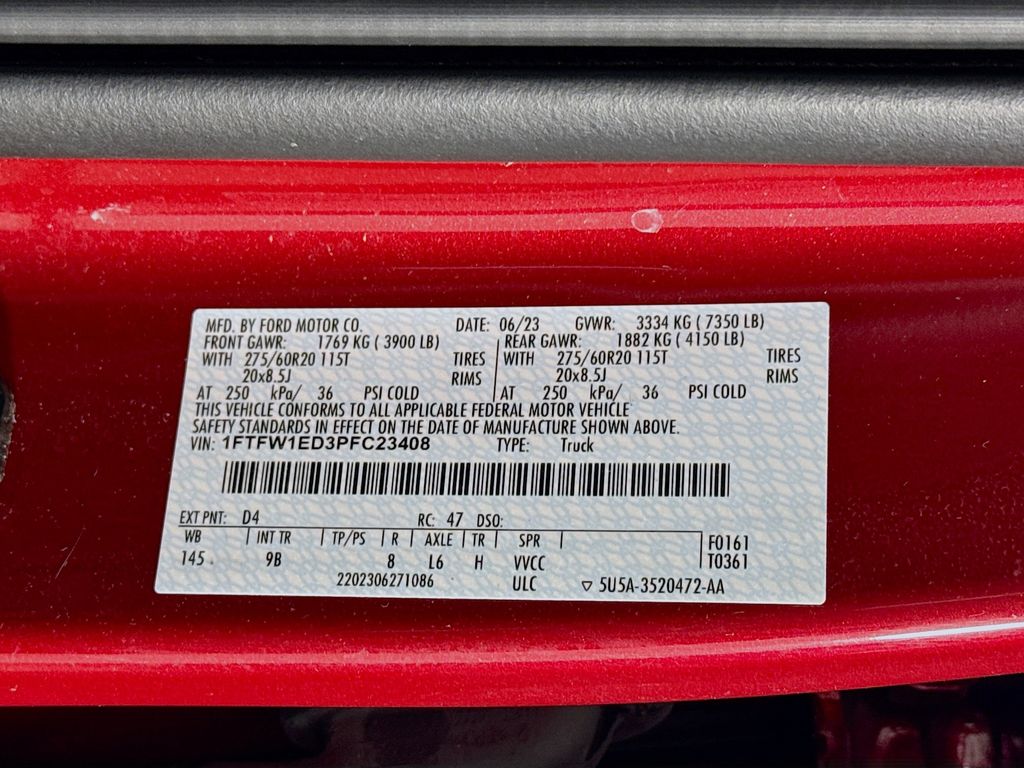 MFD. BY FORD MOTOR CO. DATE: 06/23 GVWR: 3334 KG ( 7350 LB)
FRONT GAWR: 1769 KG ( 3900 LB) REAR GAWR: 1882 KG ( 4150 LB)
WITH 275/60R20 115T TIRES WITH 275/60R20 115T TIRES
20x8.5J RIMS 20x8.5J RIMS
AT 250 kPa/ 36 PSI COLD AT 250 kPa/ 36 PSI COLD
THIS VEHICLE CONFORMS TO ALL APPLICABLE FEDERAL MOTOR VEHICLE
SAFETY STANDARDS IN EFFECT ON THE DATE OF MANUFACTURE SHOWN ABOVE.
VIN: 1FTFW1ED3PFC23408 TYPE: Truck
EXT PNT: D4 RC: 47 DSO:
WB INT TR TP/PS R AXLE TR SPR F0161
145 9B 8 L6 H VVCC T0361
2202306271086 ULC ▽ 5U5A-3520472-AA